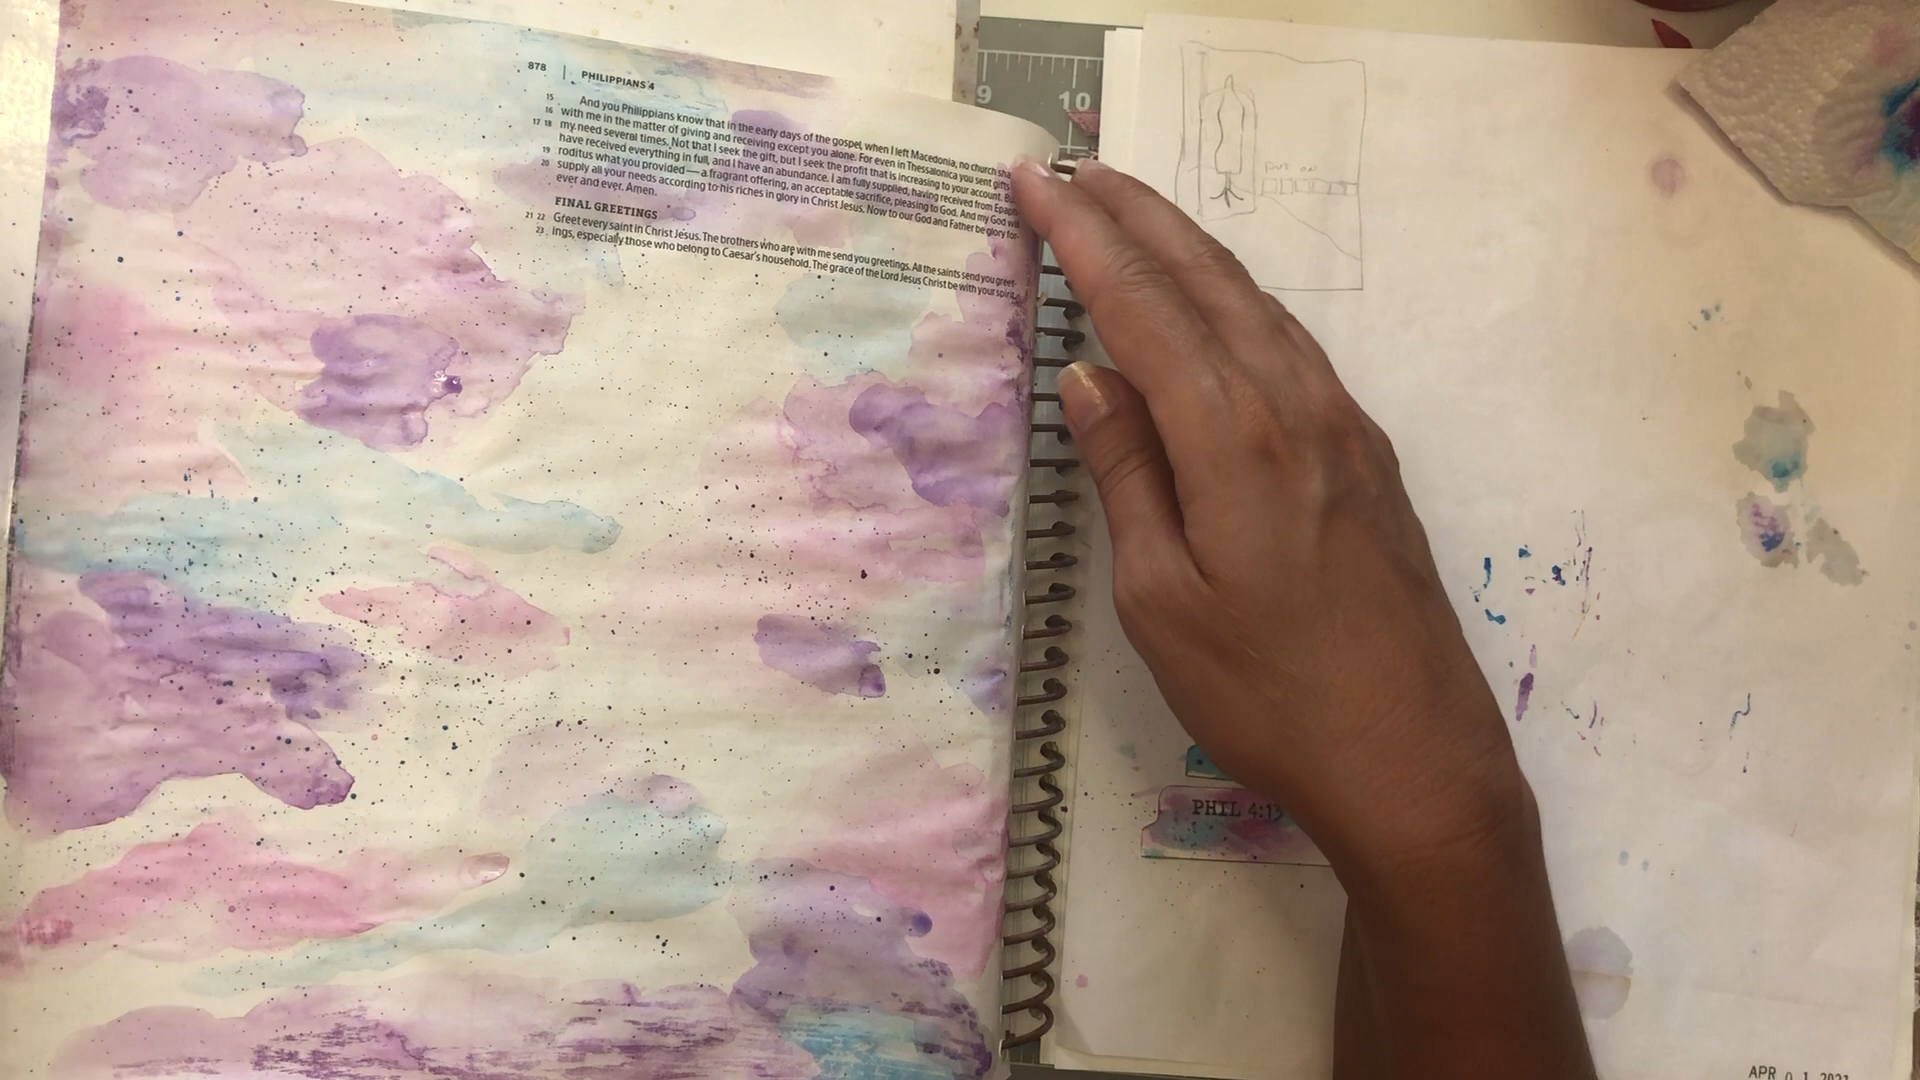 878 | PHILIPPIANS 4
15 And you Philippians know that in the early days of the gospel, when I left Macedonia, no church sha
16 with me in the matter of giving and receiving except you alone. For even in Thessalonica you sent gifts
17 18 my need several times. Not that I seek the gift, but I seek the profit that is increasing to your account. Bu
have received everything in full, and I have an abundance. I am fully supplied, having received from Epaph-
19 roditus what you provided — a fragrant offering, an acceptable sacrifice, pleasing to God. And my God will
20 supply all your needs according to his riches in glory in Christ Jesus. Now to our God and Father be glory for-
ever and ever. Amen.
FINAL GREETINGS
21 22 Greet every saint in Christ Jesus. The brothers who are with me send you greetings. All the saints send you greet-
23 ings, especially those who belong to Caesar's household. The grace of the Lord Jesus Christ be with your spirit.
9 10
PUT ON
PHIL 4:13
APR 0 1 2021